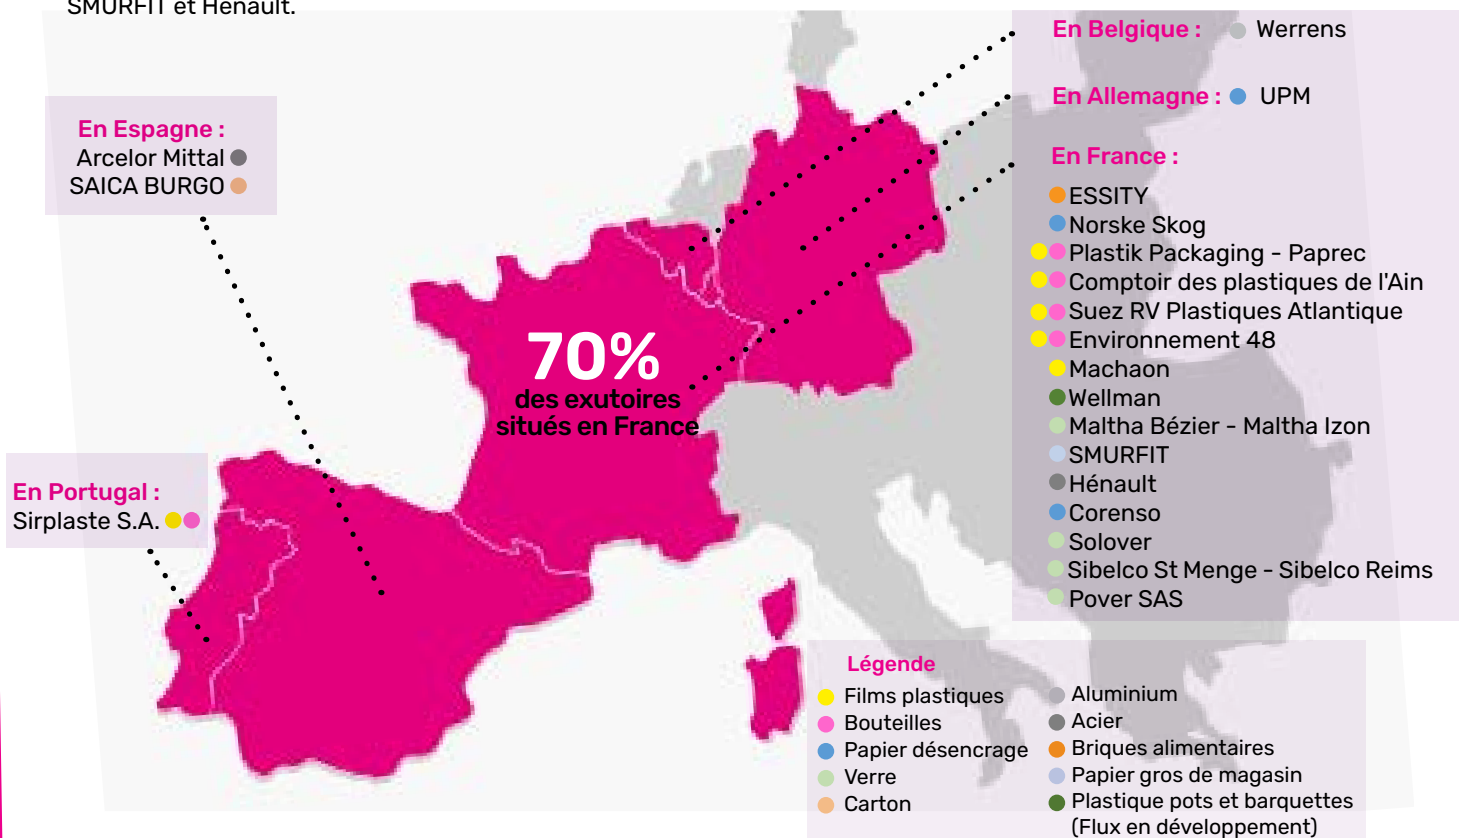 SMURFIT et Hénault.
En Espagne :
Arcelor Mittal
SAICA BURGO
En Portugal :
Sirplaste S.A.
70%
des exutoires
situés en France
En Belgique : Werrens
En Allemagne : UPM
En France :
ESSITY
Norske Skog
Plastik Packaging - Paprec
Comptoir des plastiques de l'Ain
Suez RV Plastiques Atlantique
Environnement 48
Machaon
Wellman
Maltha Bézier - Maltha Izon
SMURFIT
Hénault
Corenso
Solover
Sibelco St Menge - Sibelco Reims
Pover SAS
Légende
Films plastiques
Bouteilles
Papier désencrage
Verre
Carton
Aluminium
Acier
Briques alimentaires
Papier gros de magasin
Plastique pots et barquettes
(Flux en développement)